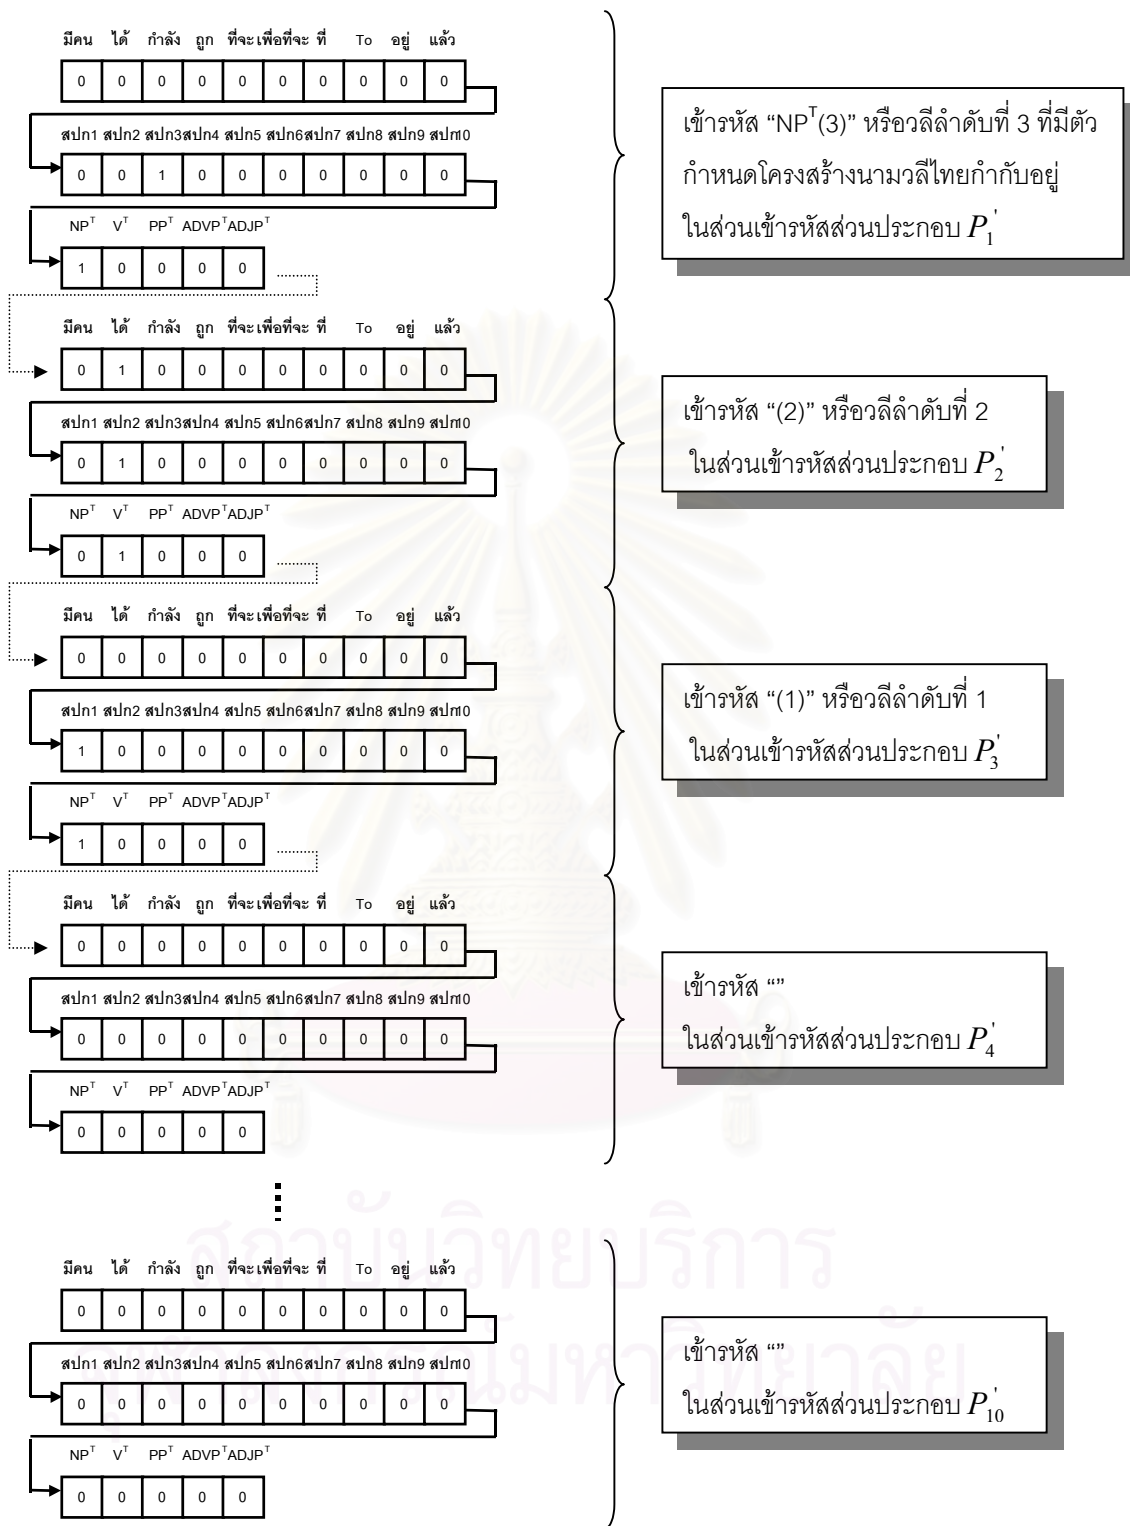 มีคน ได้ กำลัง ถูก ที่จะ เพื่อที่จะ ที่ To อยู่ แล้ว
0 0 0 0 0 0 0 0 0 0
สปก1 สปก2 สปก3 สปก4 สปก5 สปก6 สปก7 สปก8 สปก9 สปก10
0 0 1 0 0 0 0 0 0 0
NP^T V^T PP^T ADVP^T ADJP^T
1 0 0 0 0
เข้ารหัส “NP^T(3)” หรือวลีลำดับที่ 3 ที่มีตัว
กำหนดโครงสร้างนามวลีไทยกำกับอยู่
ในส่วนเข้ารหัสส่วนประกอบ P_1'
มีคน ได้ กำลัง ถูก ที่จะ เพื่อที่จะ ที่ To อยู่ แล้ว
0 1 0 0 0 0 0 0 0 0
สปก1 สปก2 สปก3 สปก4 สปก5 สปก6 สปก7 สปก8 สปก9 สปก10
0 1 0 0 0 0 0 0 0 0
NP^T V^T PP^T ADVP^T ADJP^T
0 1 0 0 0
เข้ารหัส “(2)” หรือวลีลำดับที่ 2
ในส่วนเข้ารหัสส่วนประกอบ P_2'
มีคน ได้ กำลัง ถูก ที่จะ เพื่อที่จะ ที่ To อยู่ แล้ว
0 0 0 0 0 0 0 0 0 0
สปก1 สปก2 สปก3 สปก4 สปก5 สปก6 สปก7 สปก8 สปก9 สปก10
1 0 0 0 0 0 0 0 0 0
NP^T V^T PP^T ADVP^T ADJP^T
1 0 0 0 0
เข้ารหัส “(1)” หรือวลีลำดับที่ 1
ในส่วนเข้ารหัสส่วนประกอบ P_3'
มีคน ได้ กำลัง ถูก ที่จะ เพื่อที่จะ ที่ To อยู่ แล้ว
0 0 0 0 0 0 0 0 0 0
สปก1 สปก2 สปก3 สปก4 สปก5 สปก6 สปก7 สปก8 สปก9 สปก10
0 0 0 0 0 0 0 0 0 0
NP^T V^T PP^T ADVP^T ADJP^T
0 0 0 0 0
เข้ารหัส “”
ในส่วนเข้ารหัสส่วนประกอบ P_4'
สถาบันวิทยบริการ
จุฬาลงกรณ์มหาวิทยาลัย
มีคน ได้ กำลัง ถูก ที่จะ เพื่อที่จะ ที่ To อยู่ แล้ว
0 0 0 0 0 0 0 0 0 0
สปก1 สปก2 สปก3 สปก4 สปก5 สปก6 สปก7 สปก8 สปก9 สปก10
0 0 0 0 0 0 0 0 0 0
NP^T V^T PP^T ADVP^T ADJP^T
0 0 0 0 0
เข้ารหัส “”
ในส่วนเข้ารหัสส่วนประกอบ P_10'